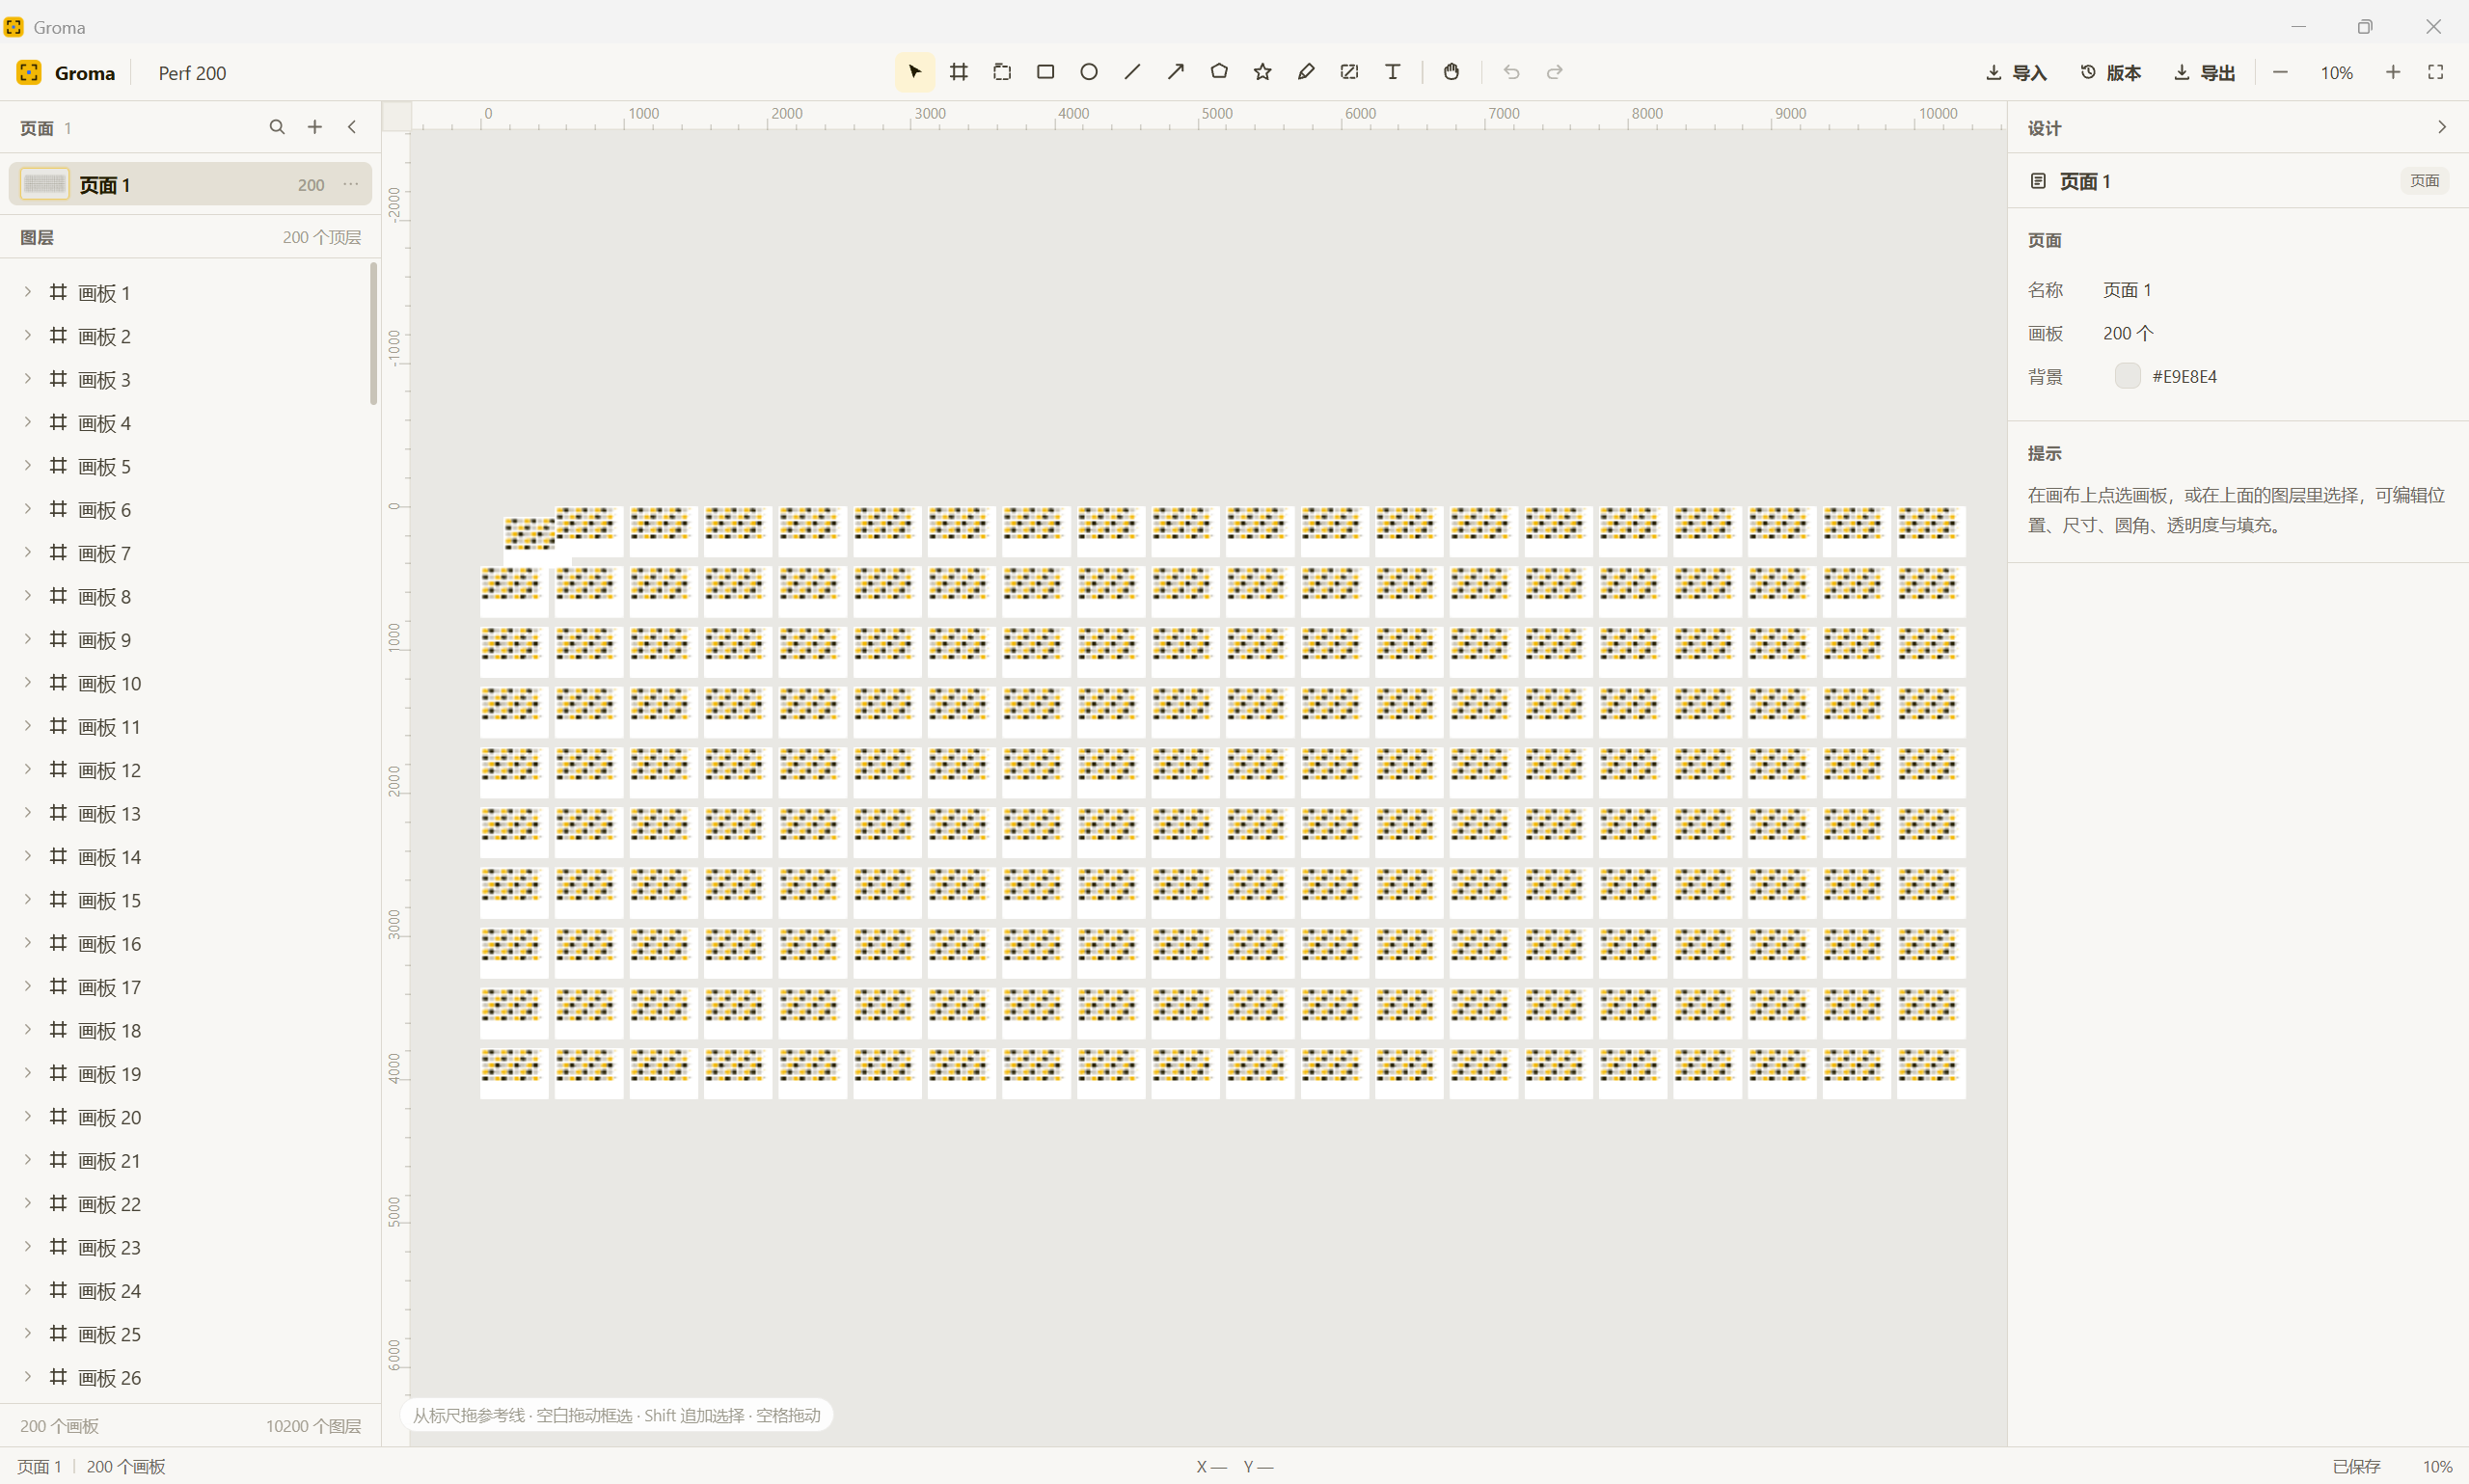 Groma
Groma
Perf 200
导入
版本
导出
10%
页面 1
页面 1
200
图层
200 个顶层
画板 1
画板 2
画板 3
画板 4
画板 5
画板 6
画板 7
画板 8
画板 9
画板 10
画板 11
画板 12
画板 13
画板 14
画板 15
画板 16
画板 17
画板 18
画板 19
画板 20
画板 21
画板 22
画板 23
画板 24
画板 25
画板 26
200 个画板
10200 个图层
0
1000
2000
3000
4000
5000
6000
7000
8000
9000
10000
-2000
-1000
0
1000
2000
3000
4000
5000
6000
从标尺拖参考线 · 空白拖动框选 · Shift 追加选择 · 空格拖动
设计
页面 1
页面
页面
名称
页面 1
画板
200 个
背景
#E9E8E4
提示
在画布上点选画板，或在上面的图层里选择，可编辑位
置、尺寸、圆角、透明度与填充。
页面 1
200 个画板
X —
Y —
已保存
10%